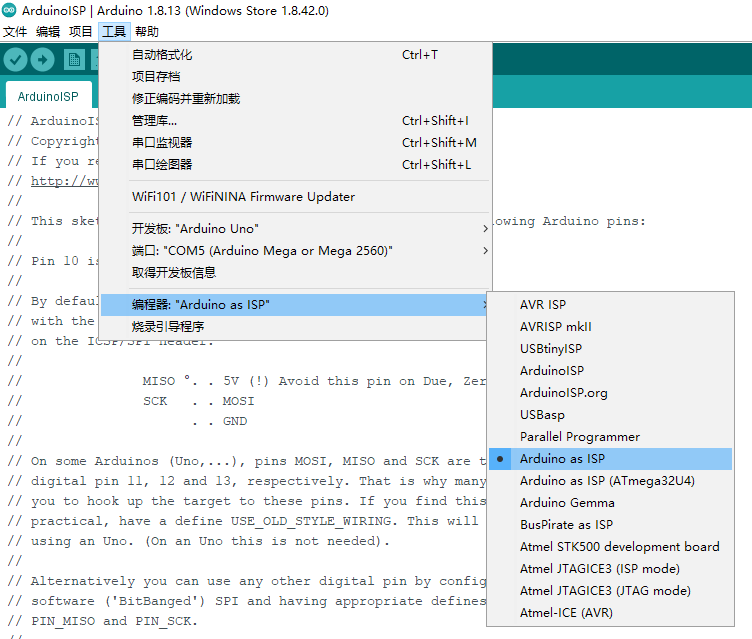 ArduinoISP | Arduino 1.8.13 (Windows Store 1.8.42.0)
文件 编辑 项目 工具 帮助
自动格式化 Ctrl+T
项目存档
修正编码并重新加载
管理库... Ctrl+Shift+I
串口监视器 Ctrl+Shift+M
串口绘图器 Ctrl+Shift+L
WiFi101 / WiFiNINA Firmware Updater
开发板: "Arduino Uno"
端口: "COM5 (Arduino Mega or Mega 2560)"
取得开发板信息
编程器: "Arduino as ISP"
烧录引导程序
AVR ISP
AVRISP mkII
USBtinyISP
ArduinoISP
ArduinoISP.org
USBasp
Parallel Programmer
Arduino as ISP
Arduino as ISP (ATmega32U4)
Arduino Gemma
BusPirate as ISP
Atmel STK500 development board
Atmel JTAGICE3 (ISP mode)
Atmel JTAGICE3 (JTAG mode)
Atmel-ICE (AVR)
ArduinoISP
// ArduinoIS
// Copyright
// If you re
// http://ww
//
// This sket owing Arduino pins:
//
// Pin 10 is
//
// By defaul
// with the
// on the ICSP/SPI header.
//
// MISO °. . 5V (!) Avoid this pin on Due, Zer
// SCK . . MOSI
// . . GND
//
// On some Arduinos (Uno,...), pins MOSI, MISO and SCK are t
// digital pin 11, 12 and 13, respectively. That is why many
// you to hook up the target to these pins. If you find this
// practical, have a define USE_OLD_STYLE_WIRING. This will
// using an Uno. (On an Uno this is not needed).
//
// Alternatively you can use any other digital pin by config
// software ('BitBanged') SPI and having appropriate defines
// PIN_MISO and PIN_SCK.
//